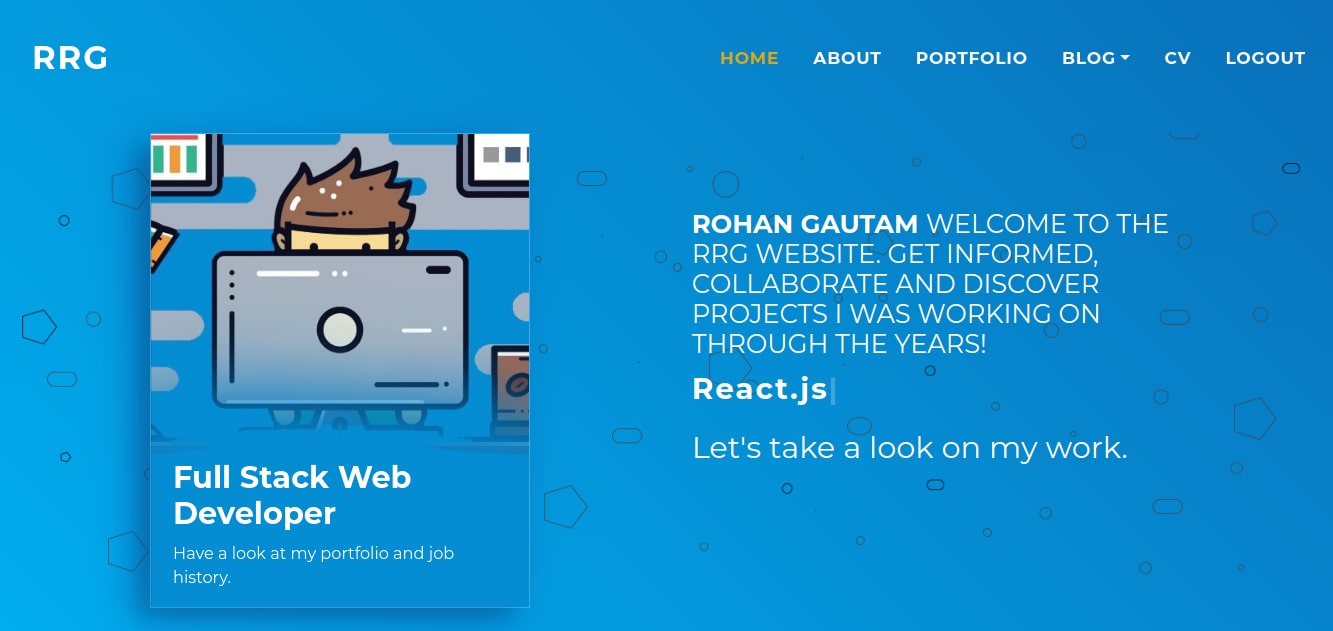 RRG
HOME ABOUT PORTFOLIO BLOG CV LOGOUT
ROHAN GAUTAM WELCOME TO THE
RRG WEBSITE. GET INFORMED,
COLLABORATE AND DISCOVER
PROJECTS I WAS WORKING ON
THROUGH THE YEARS!
React.js
Let's take a look on my work.
Full Stack Web
Developer
Have a look at my portfolio and job
history.